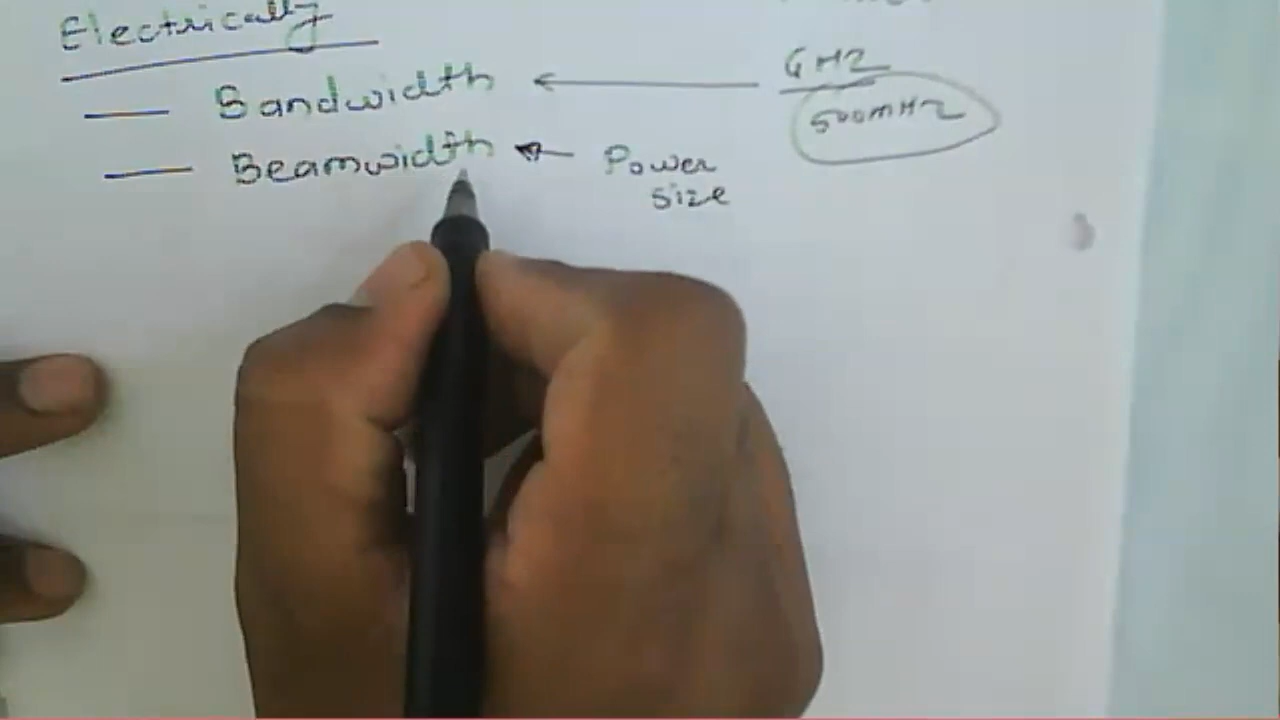 Electrically
Bandwidth
GHZ
500MHZ
Beamwidth
Power
Size